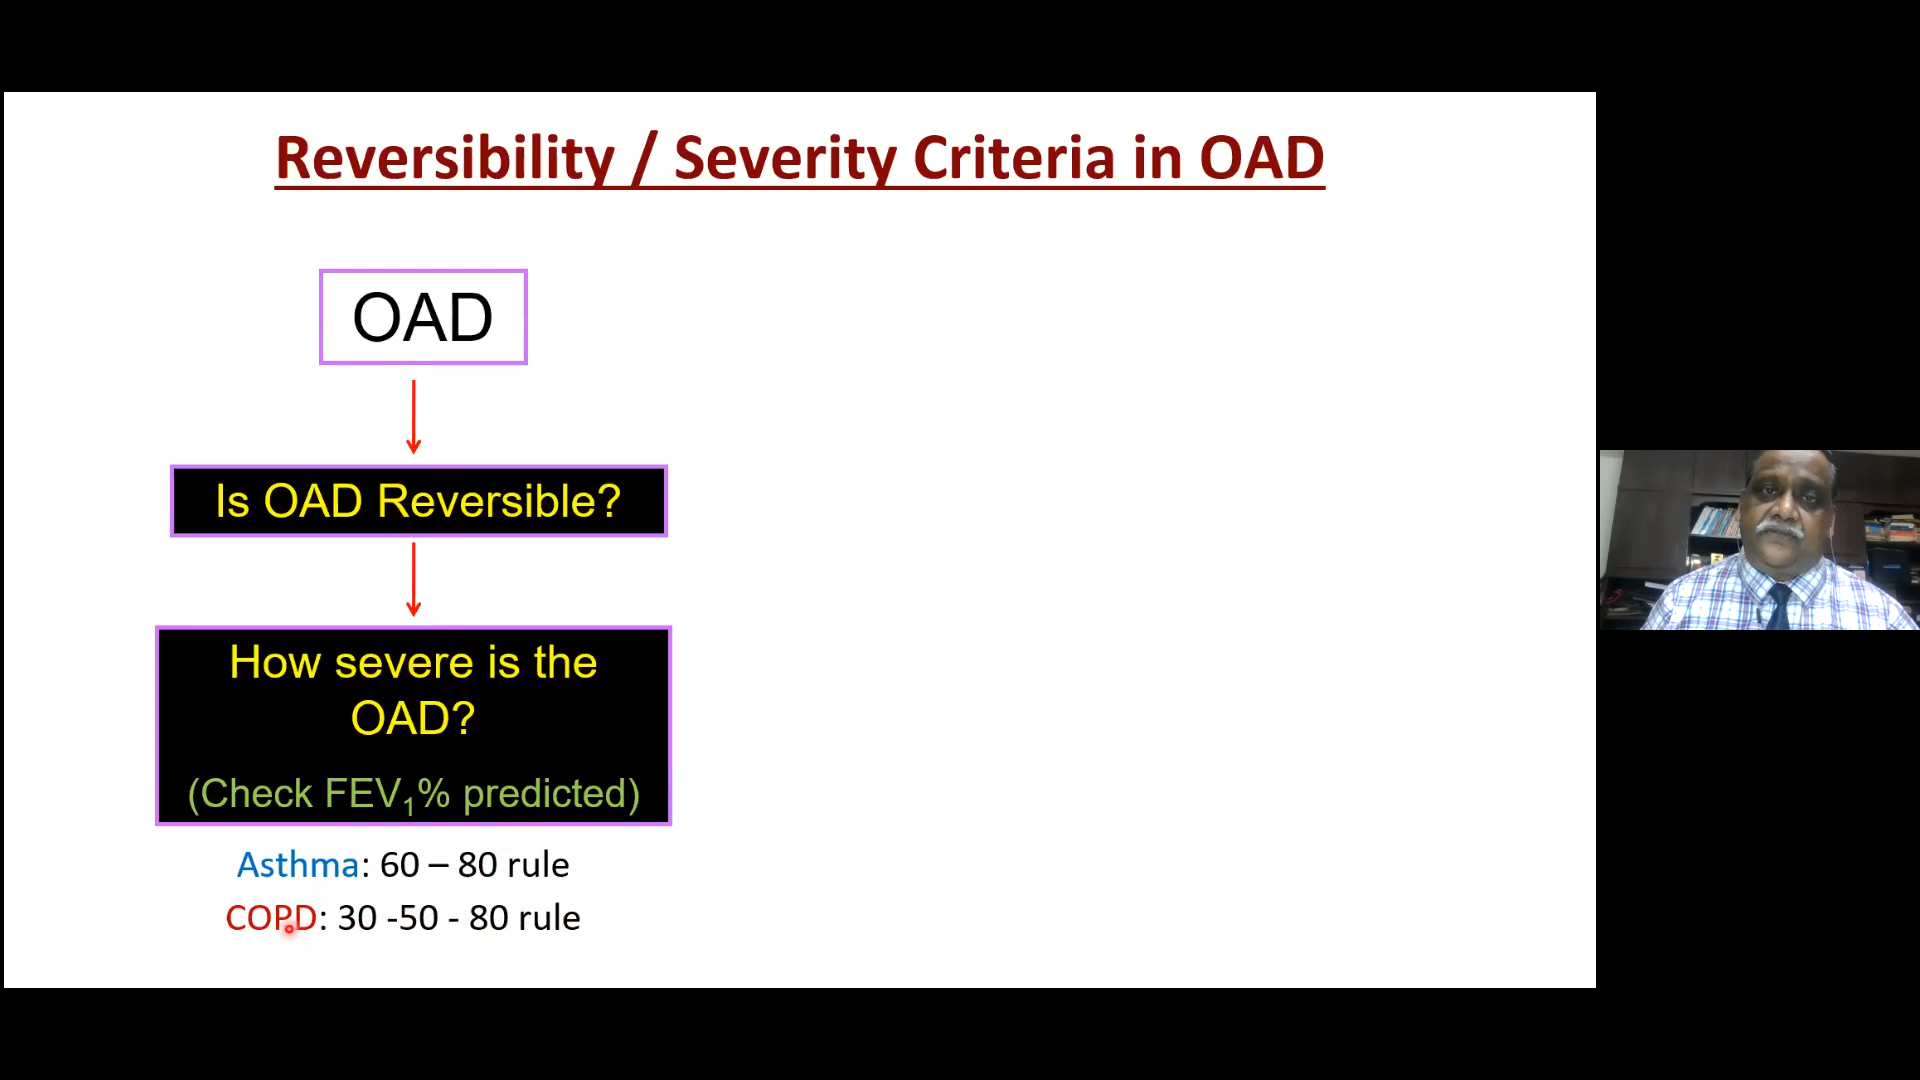 Reversibility / Severity Criteria in OAD
OAD
Is OAD Reversible?
How severe is the
OAD?
(Check FEV₁% predicted)
Asthma: 60 – 80 rule
COPD: 30 -50 - 80 rule